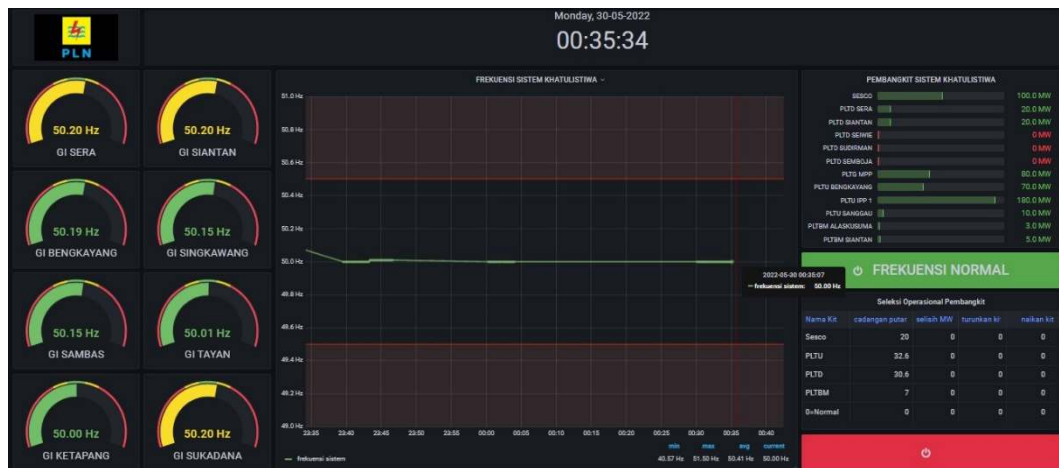 PLN
Monday, 30-05-2022
00:35:34
50.20 Hz
GI SERA
50.20 Hz
GI SIANTAN
50.19 Hz
GI BENGKAYANG
50.15 Hz
GI SINGKAWANG
50.15 Hz
GI SAMBAS
50.01 Hz
GI TAYAN
50.00 Hz
GI KETAPANG
50.20 Hz
GI SUKADANA
FREKUENSI SISTEM KHATULISTIWA
51.0 Hz
50.8 Hz
50.6 Hz
50.4 Hz
50.2 Hz
50.0 Hz
49.8 Hz
49.6 Hz
49.4 Hz
49.2 Hz
49.0 Hz
23:35 23:40 23:45 23:50 23:55 00:00 00:05 00:10 00:15 00:20 00:25 00:30 00:35 00:40
min max avg current
frekuensi sistem 40.57 Hz 51.50 Hz 50.41 Hz 50.00 Hz
2022-05-30 00:35:07
frekuensi sistem: 50.00 Hz
PEMBANGKIT SISTEM KHATULISTIWA
SESCO 100.0 MW
PLTD SERA 20.0 MW
PLTD SIANTAN 20.0 MW
PLTD SEIWIE 0 MW
PLTD SUDIRMAN 0 MW
PLTD SEMBOJA 0 MW
PLTG MPP 80.0 MW
PLTU BENGKAYANG 70.0 MW
PLTU IPP 1 180.0 MW
PLTU SANGGAU 10.0 MW
PLTBM ALASKUSUMA 3.0 MW
PLTBM SIANTAN 5.0 MW
FREKUENSI NORMAL
Seleksi Operasional Pembangkit
Nama Kit cadangan putar selisih MW turunkan kit naikan kit
Sesco 20 0 0 0
PLTU 32.6 0 0 0
PLTD 30.6 0 0 0
PLTBM 7 0 0 0
0=Normal 0 0 0 0